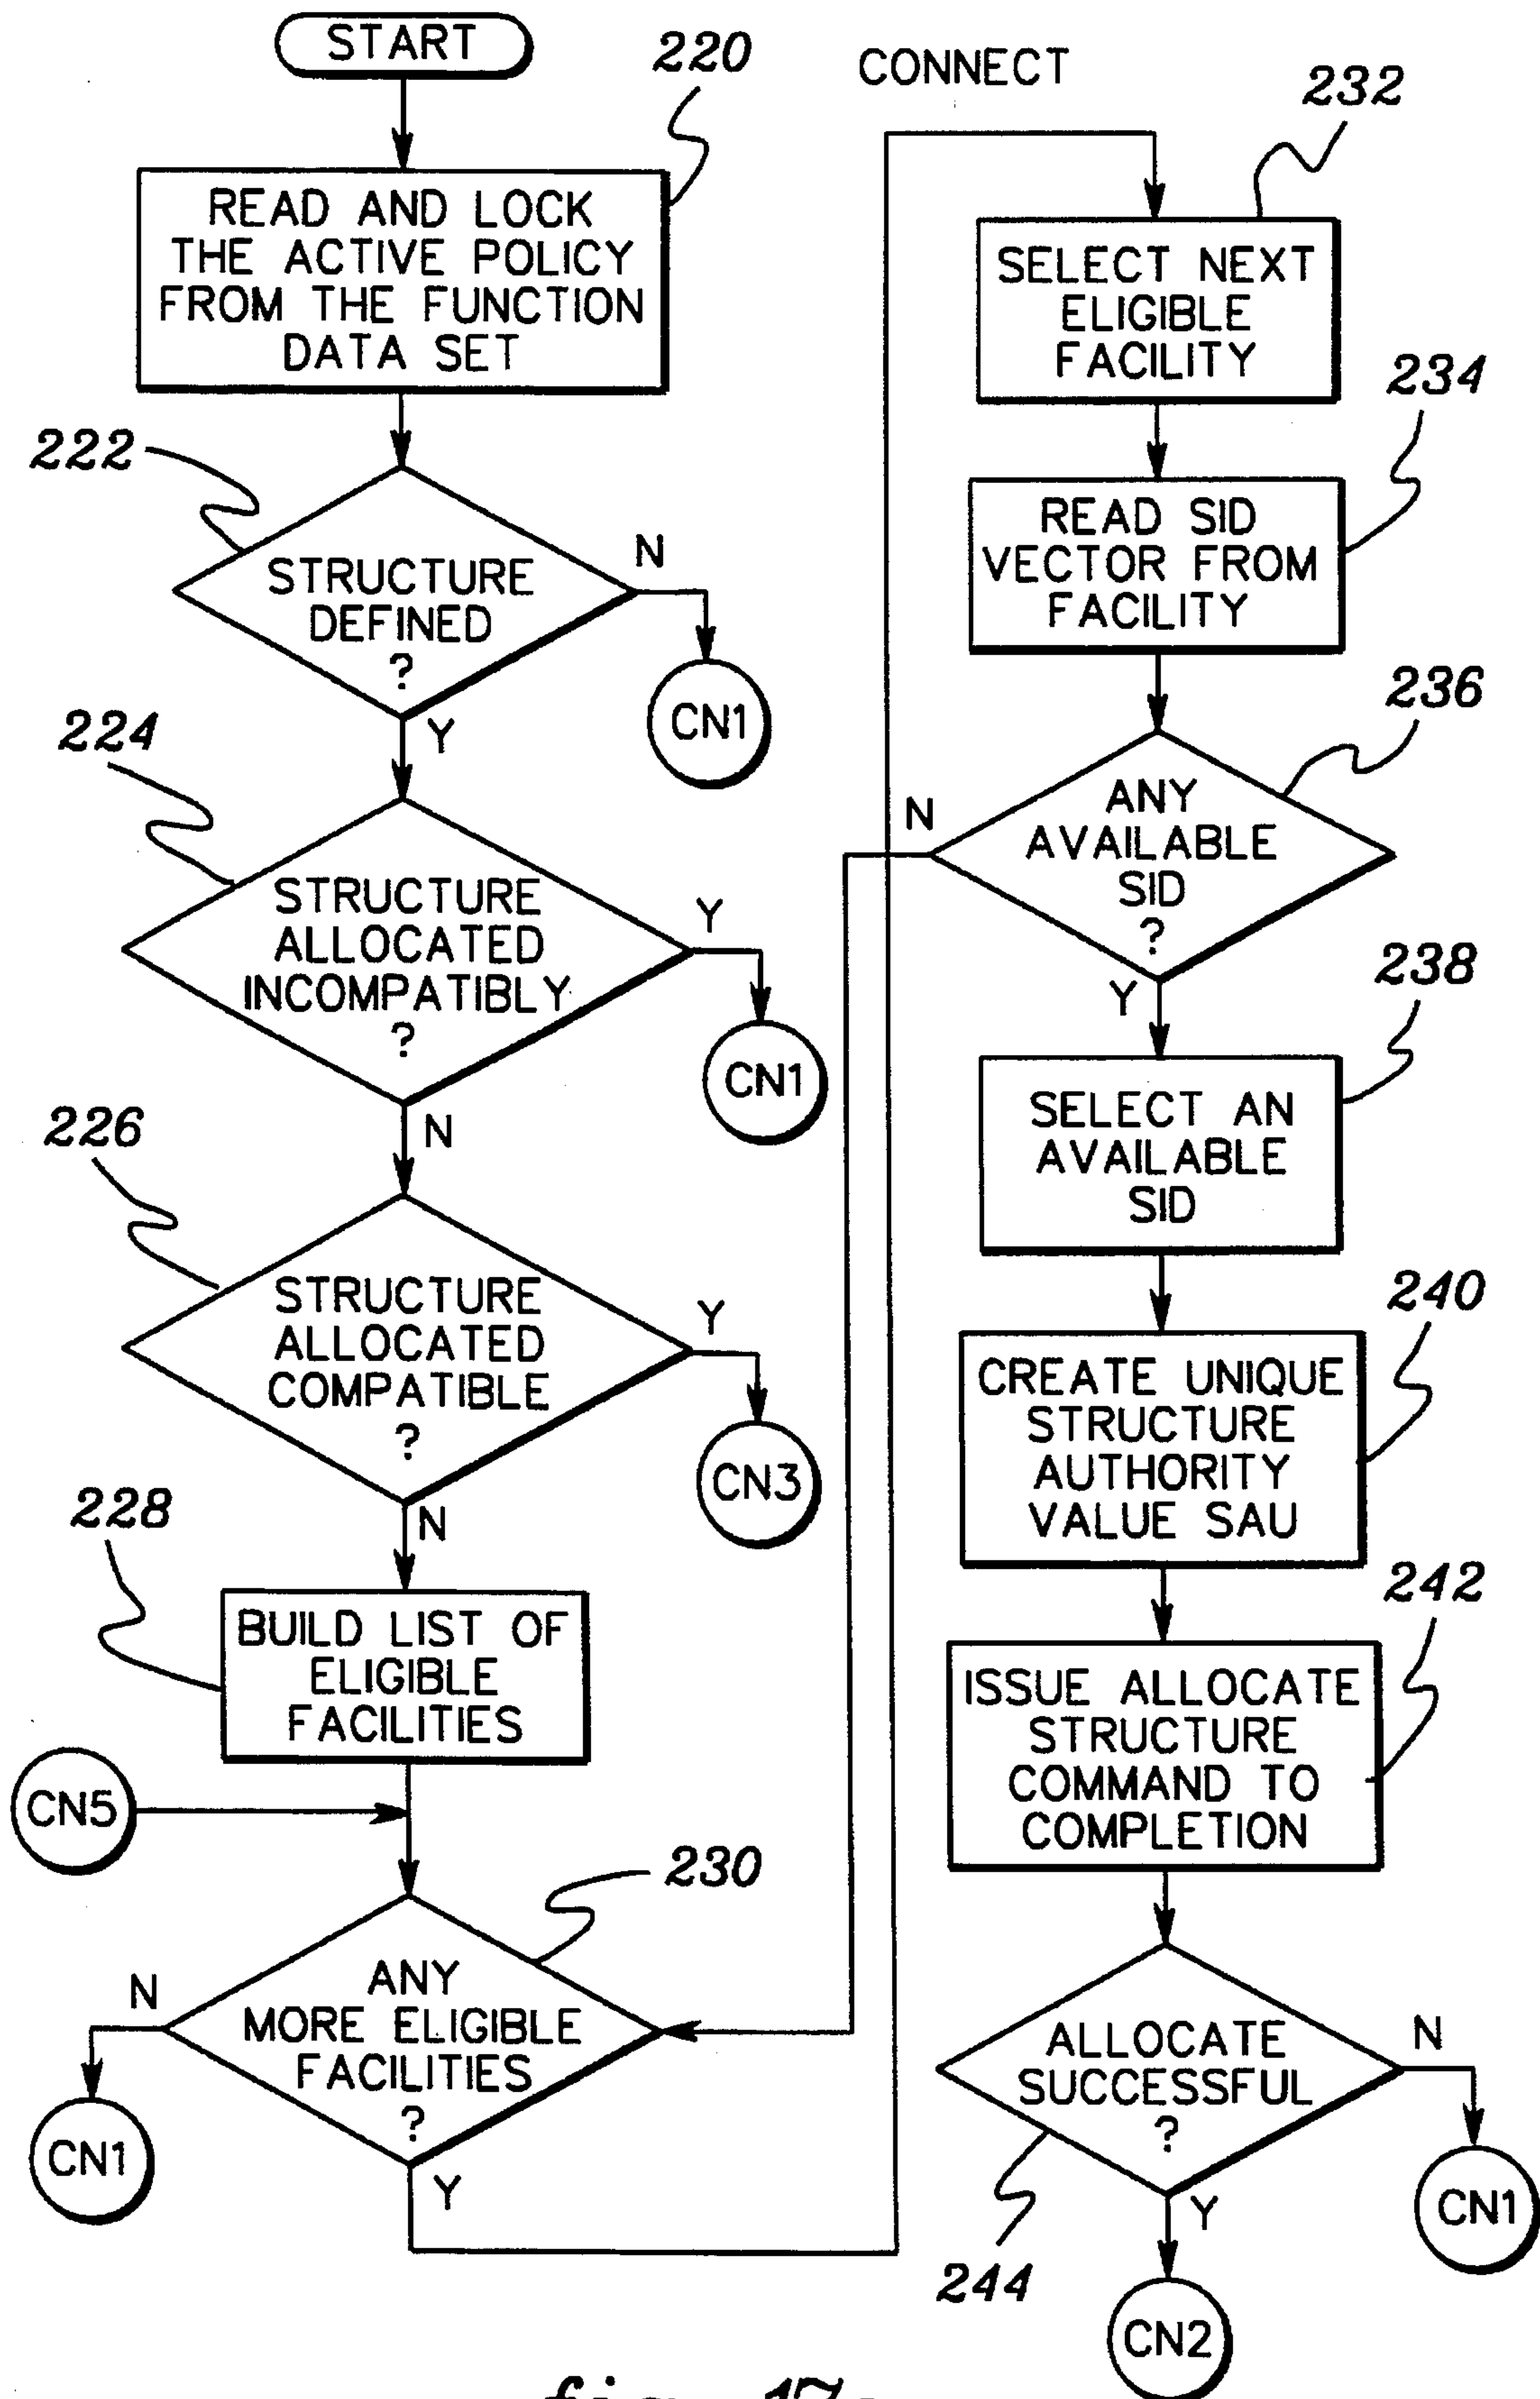 START
220
READ AND LOCK
THE ACTIVE POLICY
FROM THE FUNCTION
DATA SET
222
STRUCTURE
DEFINED
?
N
CN1
Y
224
STRUCTURE
ALLOCATED
INCOMPATIBLY
?
Y
CN1
N
226
STRUCTURE
ALLOCATED
COMPATIBLE
?
Y
CN3
N
228
BUILD LIST OF
ELIGIBLE
FACILITIES
CN5
230
ANY
MORE ELIGIBLE
FACILITIES
?
N
CN1
Y
CONNECT
232
SELECT NEXT
ELIGIBLE
FACILITY
234
READ SID
VECTOR FROM
FACILITY
236
ANY
AVAILABLE
SID
?
N
Y
238
SELECT AN
AVAILABLE
SID
240
CREATE UNIQUE
STRUCTURE
AUTHORITY
VALUE SAU
242
ISSUE ALLOCATE
STRUCTURE
COMMAND TO
COMPLETION
ALLOCATE
SUCCESSFUL
?
N
CN1
Y
244
CN2